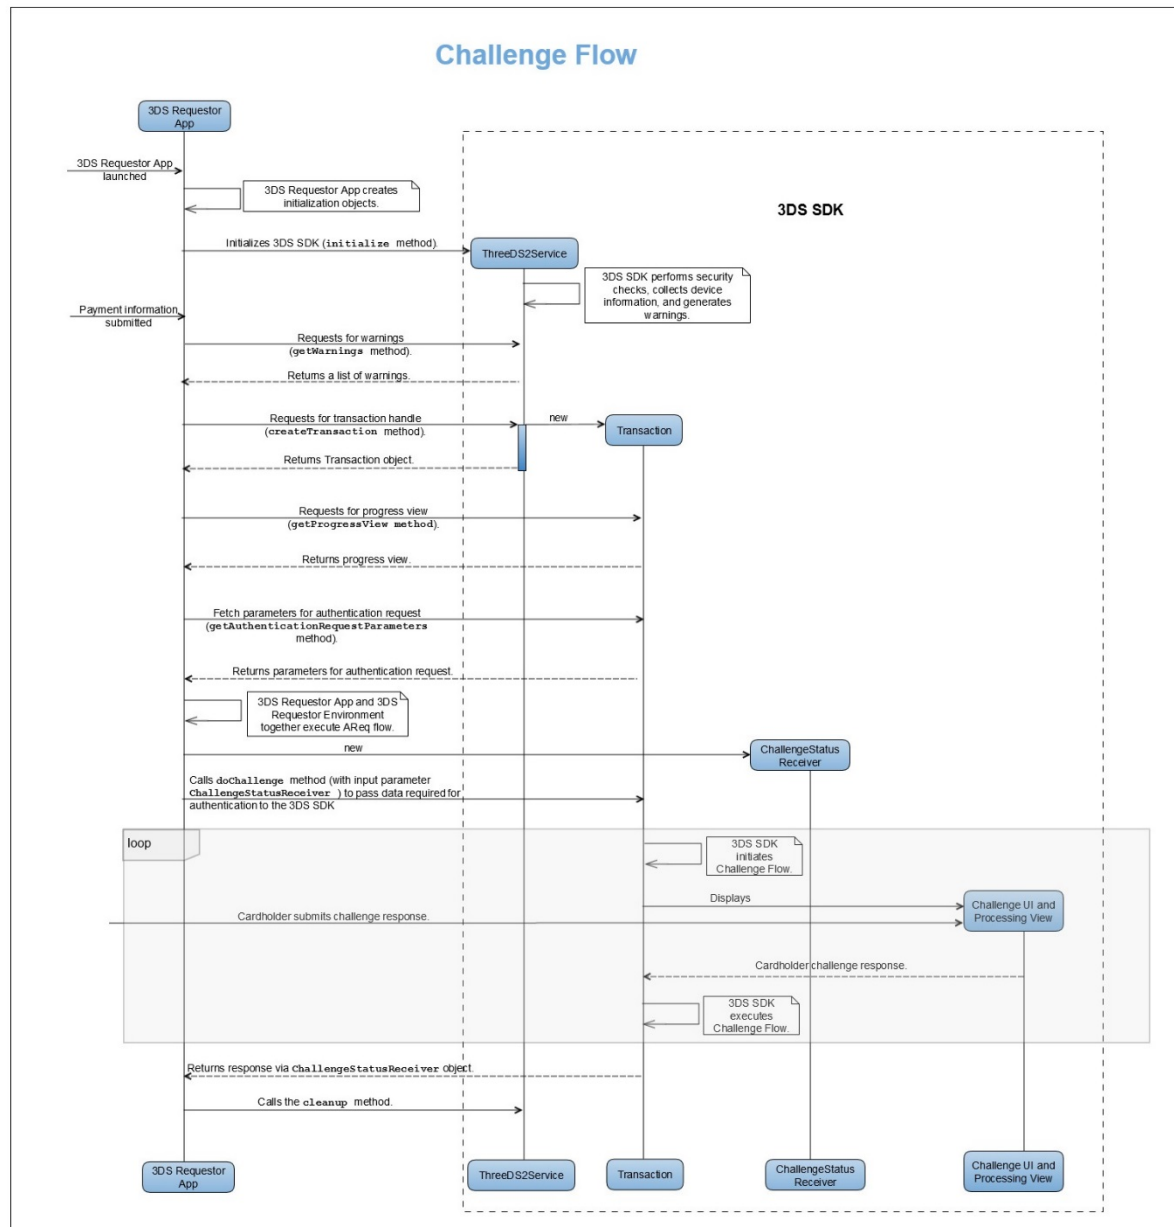 Challenge Flow
3DS Requestor
App
3DS Requestor App
launched
3DS Requestor App creates
initialization objects.
3DS SDK
Initializes 3DS SDK (initialize method).
ThreeDS2Service
3DS SDK performs security
checks, collects device
information, and generates
warnings.
Payment information
submitted
Requests for warnings
(getWarnings method).
Returns a list of warnings.
Requests for transaction handle
(createTransaction method).
new
Transaction
Returns Transaction object.
Requests for progress view
(getProgressView method).
Returns progress view.
Fetch parameters for authentication request
(getAuthenticationRequestParameters
method).
Returns parameters for authentication request.
3DS Requestor App and 3DS
Requestor Environment
together execute AReq flow.
new
ChallengeStatus
Receiver
Calls doChallenge method (with input parameter
ChallengeStatusReceiver ) to pass data required for
authentication to the 3DS SDK
loop
3DS SDK
initiates
Challenge Flow.
Displays
Challenge UI and
Processing View
Cardholder submits challenge response.
Cardholder challenge response.
3DS SDK
executes
Challenge Flow.
Returns response via ChallengeStatusReceiver object.
Calls the cleanup method.
3DS Requestor
App
ThreeDS2Service
Transaction
ChallengeStatus
Receiver
Challenge UI and
Processing View